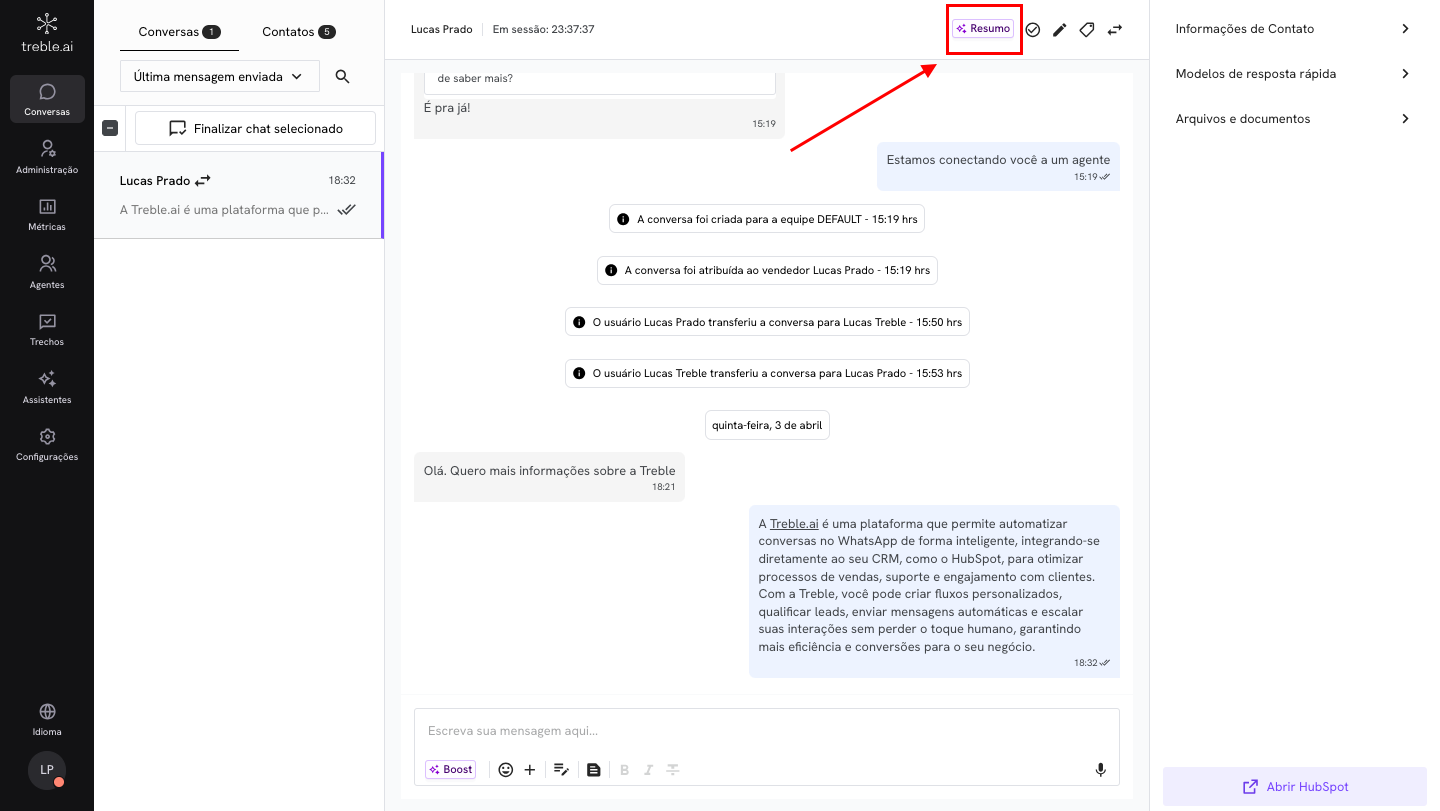 treble.ai
Conversas
Administração
Métricas
Agentes
Trechos
Assistentes
Configurações
Idioma
LP
Conversas 1
Contatos 5
Última mensagem enviada
Finalizar chat selecionado
Lucas Prado
18:32
A Treble.ai é uma plataforma que p...
Lucas Prado
Em sessão: 23:37:37
Resumo
de saber mais?
É pra já!
15:19
Estamos conectando você a um agente
15:19
A conversa foi criada para a equipe DEFAULT - 15:19 hrs
A conversa foi atribuída ao vendedor Lucas Prado - 15:19 hrs
O usuário Lucas Prado transferiu a conversa para Lucas Treble - 15:50 hrs
O usuário Lucas Treble transferiu a conversa para Lucas Prado - 15:53 hrs
quinta-feira, 3 de abril
Olá. Quero mais informações sobre a Treble
18:21
A Treble.ai é uma plataforma que permite automatizar
conversas no WhatsApp de forma inteligente, integrando-se
diretamente ao seu CRM, como o HubSpot, para otimizar
processos de vendas, suporte e engajamento com clientes.
Com a Treble, você pode criar fluxos personalizados,
qualificar leads, enviar mensagens automáticas e escalar
suas interações sem perder o toque humano, garantindo
mais eficiência e conversões para o seu negócio.
18:32
Escreva sua mensagem aqui...
Boost
B I T
Informações de Contato
Modelos de resposta rápida
Arquivos e documentos
Abrir HubSpot